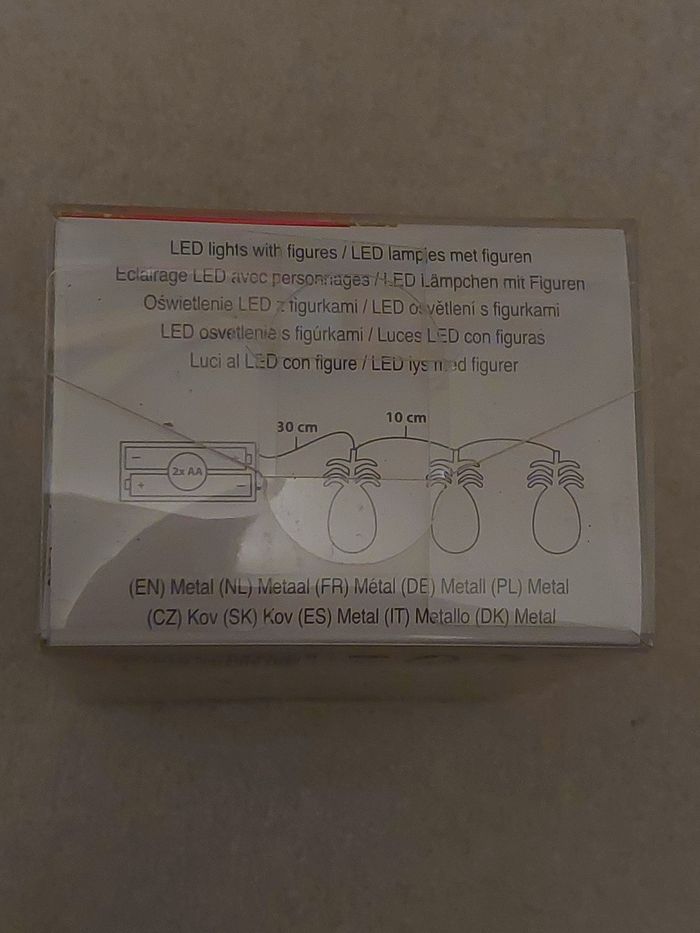 LED lights with figures / LED lampjes met figuren
Eclairage LED avec personnages / LED Lämpchen mit Figuren
Oświetlenie LED z figurkami / LED osvětlení s figurkami
LED osvetlenie s figúrkami / Luces LED con figuras
Luci al LED con figure / LED lys med figurer
30 cm
10 cm
2x AA
(EN) Metal (NL) Metaal (FR) Métal (DE) Metall (PL) Metal
(CZ) Kov (SK) Kov (ES) Metal (IT) Metallo (DK) Metal